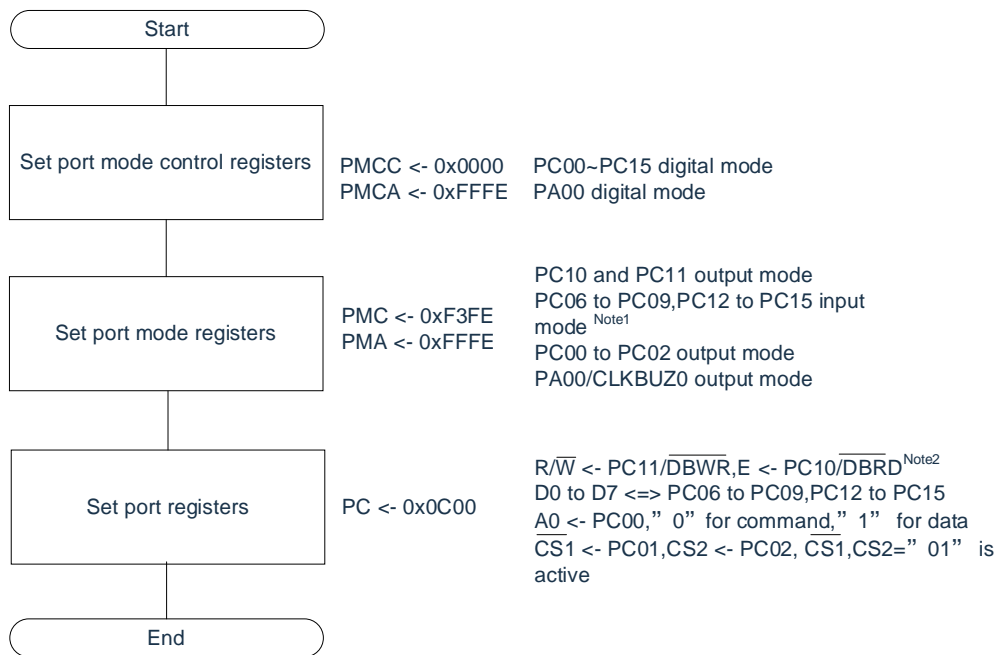 Start
Set port mode control registers
PMCC <- 0x0000 PC00~PC15 digital mode
PMCA <- 0xFFFE PA00 digital mode
Set port mode registers
PMC <- 0xF3FE
PMA <- 0xFFFE
PC10 and PC11 output mode
PC06 to PC09,PC12 to PC15 input
mode Note1
PC00 to PC02 output mode
PA00/CLKBUZ0 output mode
Set port registers
PC <- 0x0C00
R/W̅ <- PC11/D̅B̅W̅R̅,E <- PC10/D̅B̅R̅D Note2
D0 to D7 <=> PC06 to PC09,PC12 to PC15
A0 <- PC00,” 0” for command,” 1” for data
C̅S̅1̅ <- PC01,CS2 <- PC02, C̅S̅1̅,CS2=” 01” is
active
End